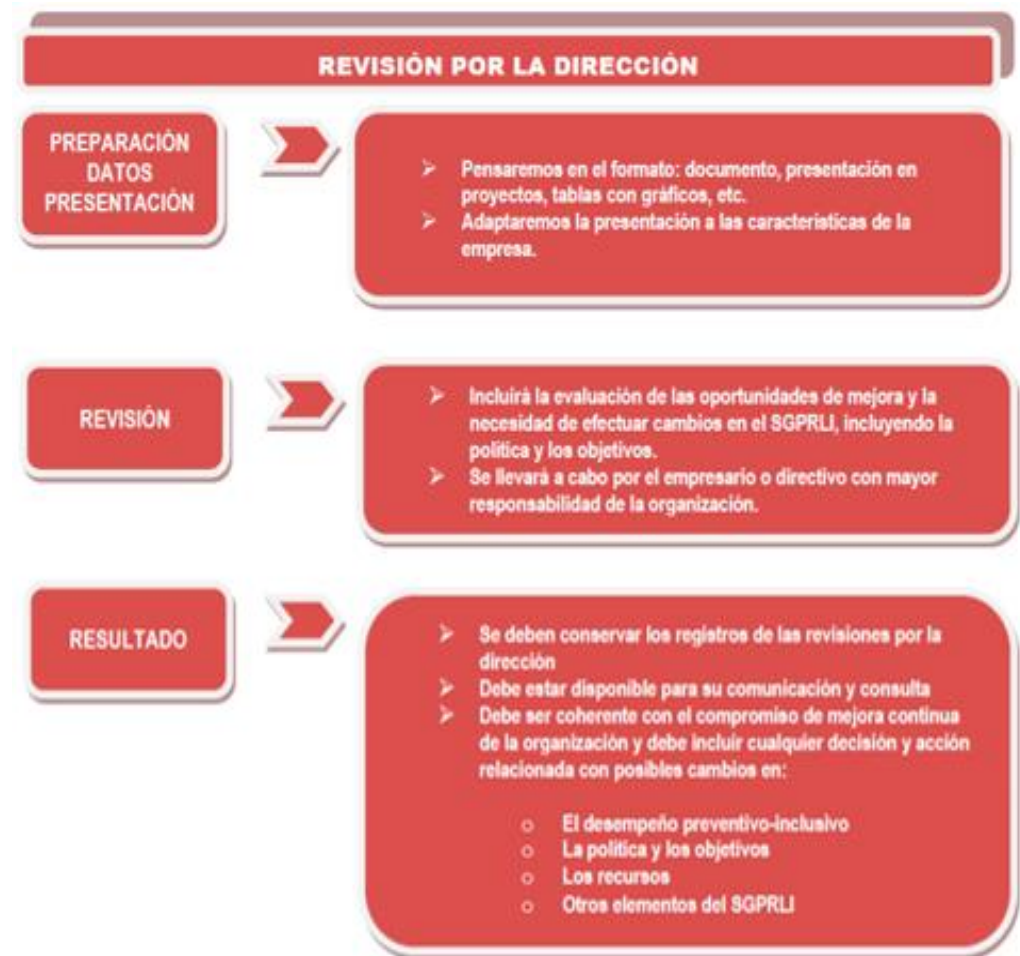 REVISIÓN POR LA DIRECCIÓN
PREPARACIÓN
DATOS
PRESENTACIÓN
➢ Pensaremos en el formato: documento, presentación en
proyectos, tablas con gráficos, etc.
➢ Adaptaremos la presentación a las características de la
empresa.
REVISIÓN
➢ Incluirá la evaluación de las oportunidades de mejora y la
necesidad de efectuar cambios en el SGPRLI, incluyendo la
política y los objetivos.
➢ Se llevará a cabo por el empresario o directivo con mayor
responsabilidad de la organización.
RESULTADO
➢ Se deben conservar los registros de las revisiones por la
dirección
➢ Debe estar disponible para su comunicación y consulta
➢ Debe ser coherente con el compromiso de mejora continua
de la organización y debe incluir cualquier decisión y acción
relacionada con posibles cambios en:
o El desempeño preventivo-inclusivo
o La política y los objetivos
o Los recursos
o Otros elementos del SGPRLI